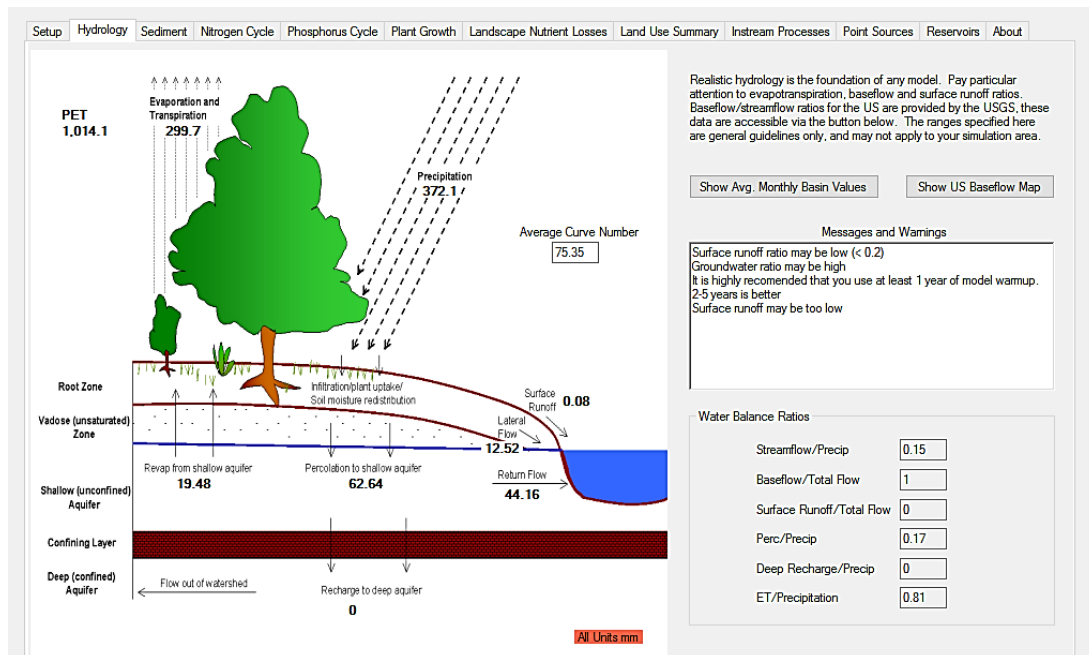 Setup Hydrology Sediment Nitrogen Cycle Phosphorus Cycle Plant Growth Landscape Nutrient Losses Land Use Summary Instream Processes Point Sources Reservoirs About
PET
1,014.1
Evaporation and
Transpiration
299.7
Precipitation
372.1
Average Curve Number
75.35
Root Zone
Infiltration/plant uptake/
Soil moisture redistribution
Surface
Runoff
0.08
Vadose (unsaturated)
Zone
Lateral
Flow
12.52
Revap from shallow aquifer
19.48
Percolation to shallow aquifer
62.64
Return Flow
44.16
Shallow (unconfined)
Aquifer
Confining Layer
Deep (confined)
Aquifer
Flow out of watershed
Recharge to deep aquifer
0
All Units mm
Realistic hydrology is the foundation of any model. Pay particular
attention to evapotranspiration, baseflow and surface runoff ratios.
Baseflow/streamflow ratios for the US are provided by the USGS, these
data are accessible via the button below. The ranges specified here
are general guidelines only, and may not apply to your simulation area.
Show Avg. Monthly Basin Values
Show US Baseflow Map
Messages and Warnings
Surface runoff ratio may be low (< 0.2)
Groundwater ratio may be high
It is highly recomended that you use at least 1 year of model warmup.
2-5 years is better
Surface runoff may be too low
Water Balance Ratios
Streamflow/Precip 0.15
Baseflow/Total Flow 1
Surface Runoff/Total Flow 0
Perc/Precip 0.17
Deep Recharge/Precip 0
ET/Precipitation 0.81